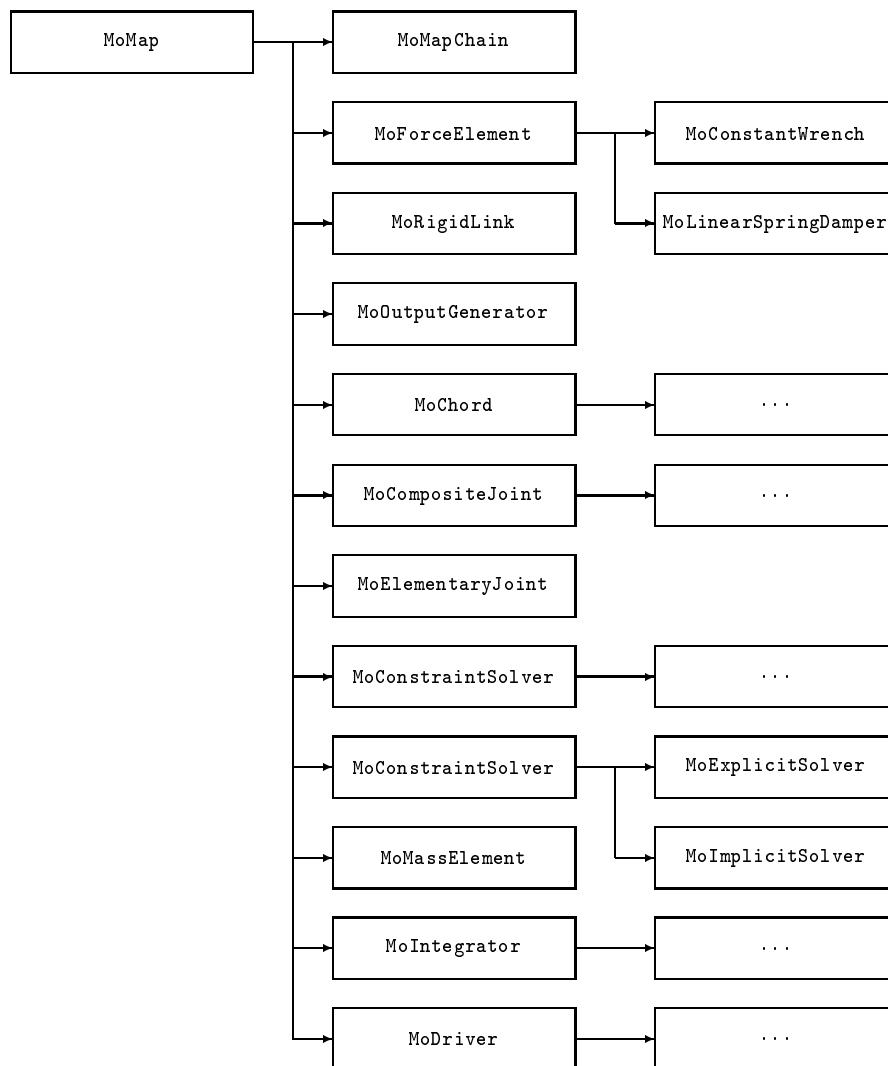 MoMap
MoMapChain
MoForceElement
MoConstantWrench
MoRigidLink
MoLinearSpringDamper
MoOutputGenerator
MoChord
...
MoCompositeJoint
...
MoElementaryJoint
MoConstraintSolver
...
MoConstraintSolver
MoExplicitSolver
MoMassElement
MoImplicitSolver
MoIntegrator
...
MoDriver
...